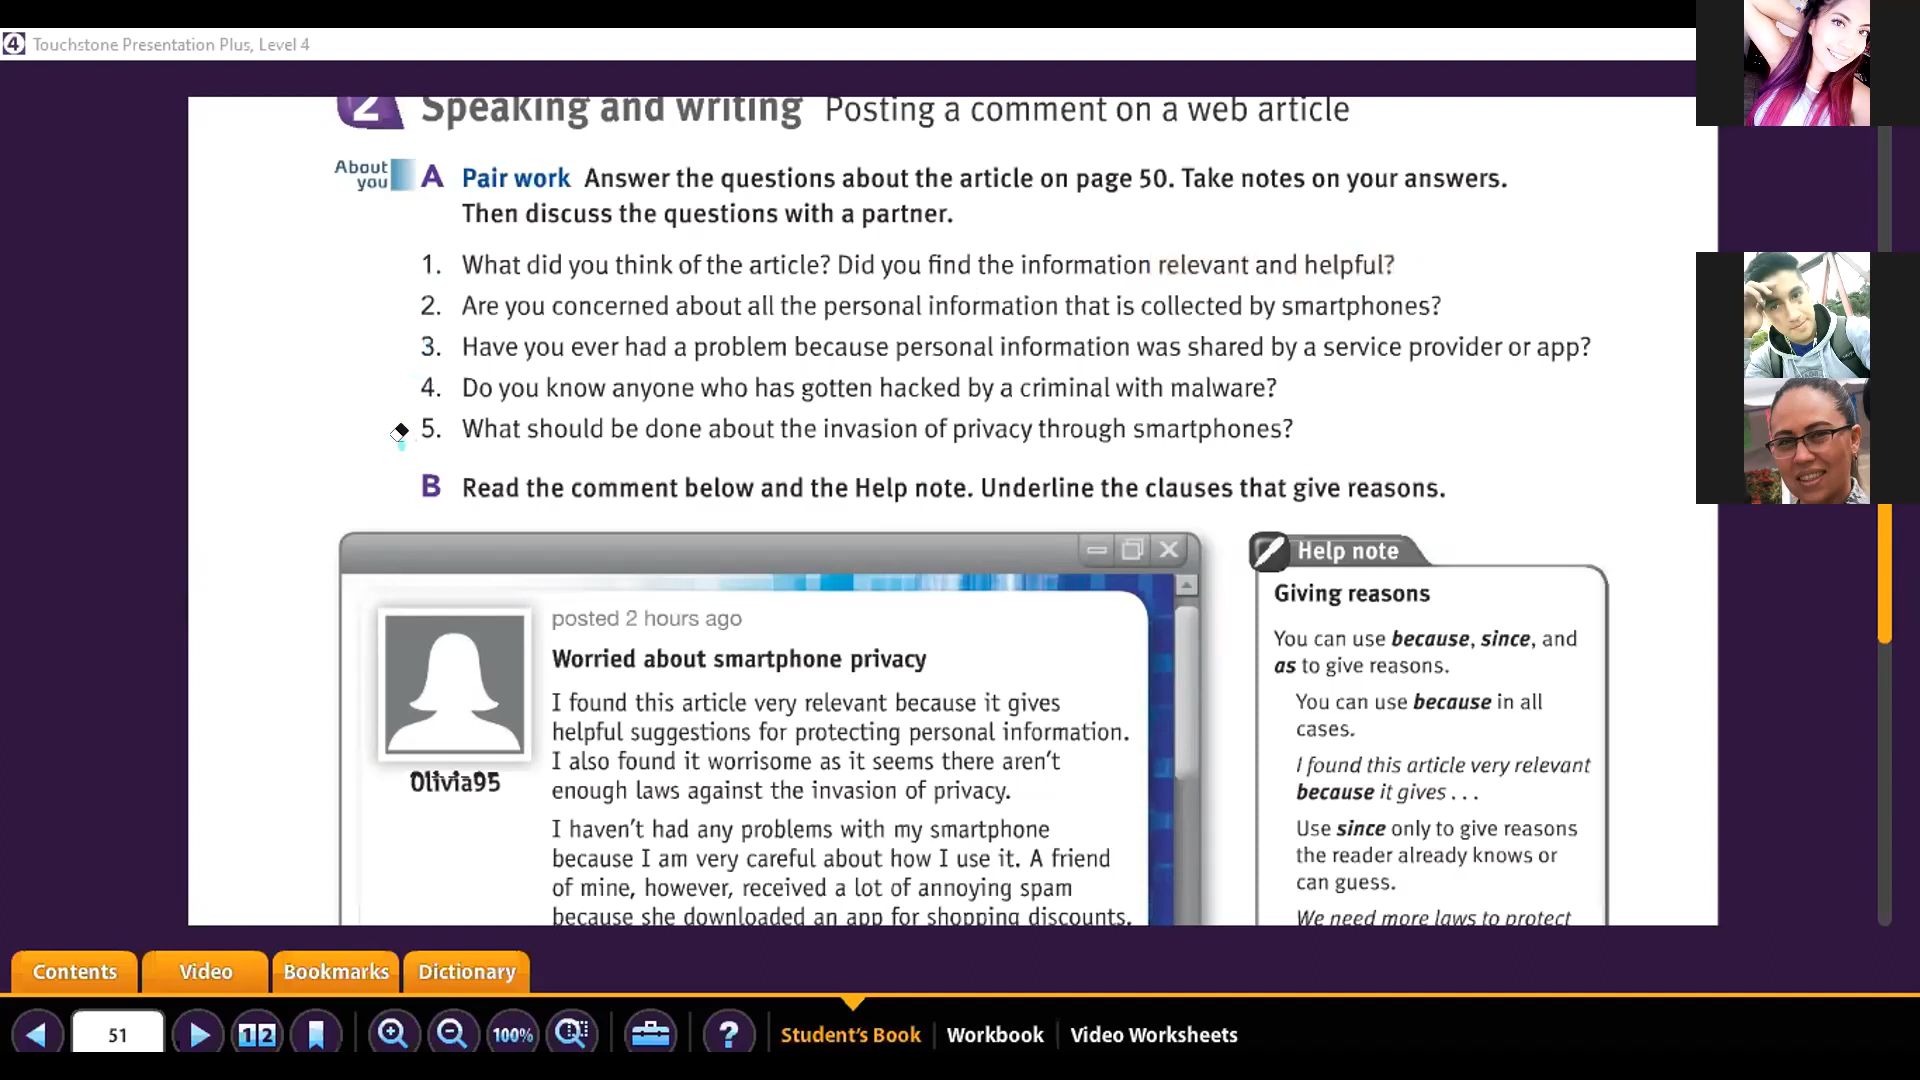 Touchstone Presentation Plus, Level 4
2 Speaking and writing Posting a comment on a web article
About you A Pair work Answer the questions about the article on page 50. Take notes on your answers.
Then discuss the questions with a partner.
1. What did you think of the article? Did you find the information relevant and helpful?
2. Are you concerned about all the personal information that is collected by smartphones?
3. Have you ever had a problem because personal information was shared by a service provider or app?
4. Do you know anyone who has gotten hacked by a criminal with malware?
5. What should be done about the invasion of privacy through smartphones?
B Read the comment below and the Help note. Underline the clauses that give reasons.
posted 2 hours ago
Worried about smartphone privacy
I found this article very relevant because it gives
helpful suggestions for protecting personal information.
I also found it worrisome as it seems there aren't
enough laws against the invasion of privacy.
Olivia95
I haven't had any problems with my smartphone
because I am very careful about how I use it. A friend
of mine, however, received a lot of annoying spam
because she downloaded an app for shopping discounts.
Help note
Giving reasons
You can use because, since, and
as to give reasons.
You can use because in all
cases.
I found this article very relevant
because it gives . . .
Use since only to give reasons
the reader already knows or
can guess.
We need more laws to protect
Contents Video Bookmarks Dictionary
51 12 100% ? Student's Book Workbook Video Worksheets